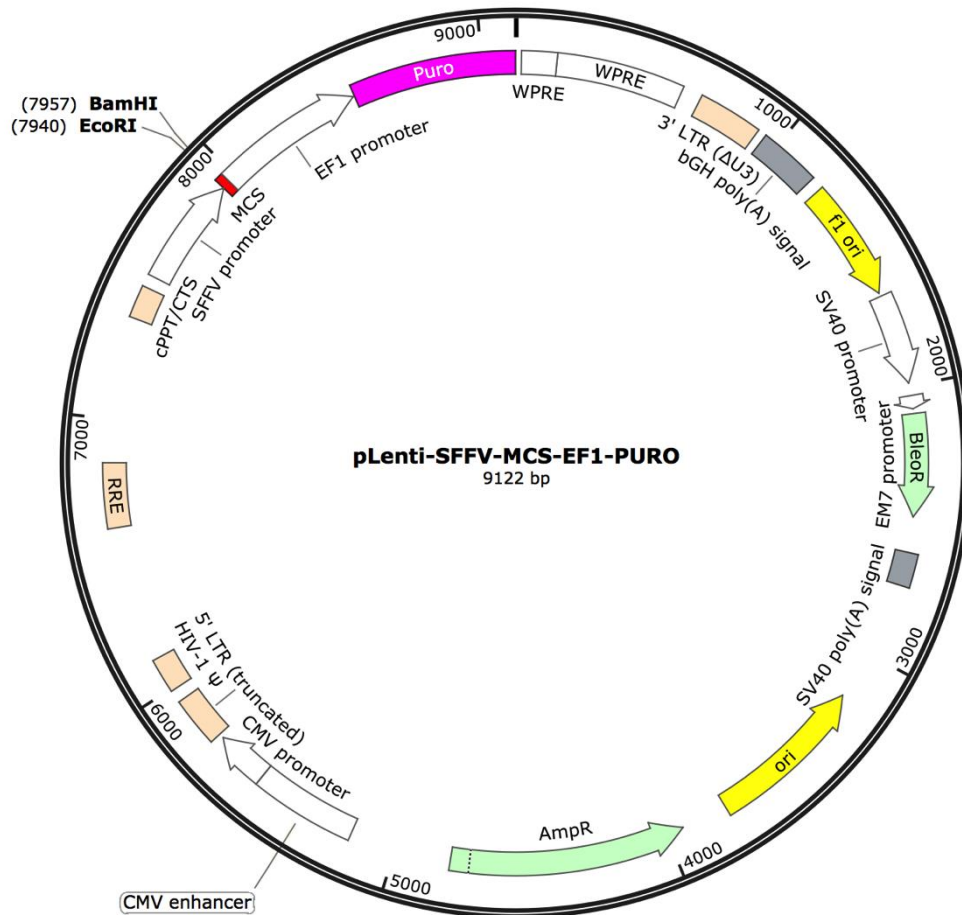 9000
Puro
WPRE
WPRE
(7957) BamHI
(7940) EcoRI
8000
1000
EF1 promoter
3' LTR (ΔU3)
bGH poly(A) signal
MCS
SFFV promoter
cPPT/CTS
f1 ori
SV40 promoter
2000
7000
pLenti-SFFV-MCS-EF1-PURO
9122 bp
EM7 promoter
BleoR
RRE
SV40 poly(A) signal
3000
5' LTR (truncated)
HIV-1 Ψ
6000
CMV promoter
ori
AmpR
4000
5000
CMV enhancer